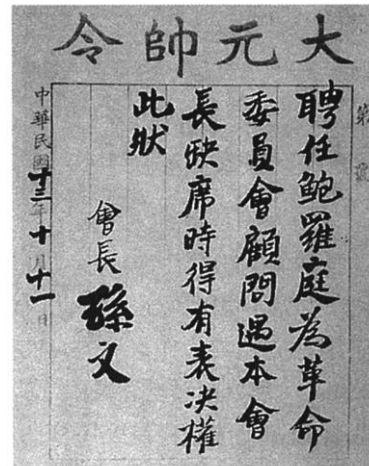 大元帥令
第　號
聘任鮑羅庭為革命
委員會顧問遇本會
長缺席時得有表決權
此狀
會長孫文
中華民國十三年十月十一日